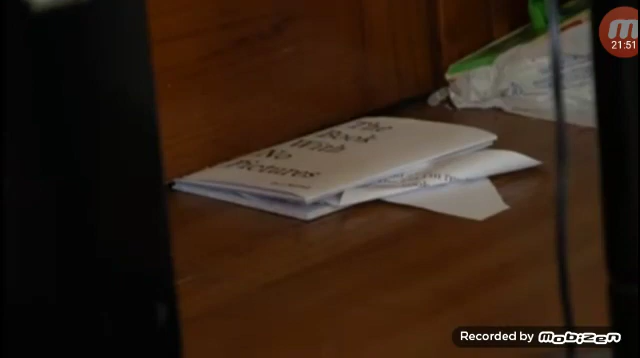 21:51
The
Book
With
No
Pictures
Recorded by mobizen